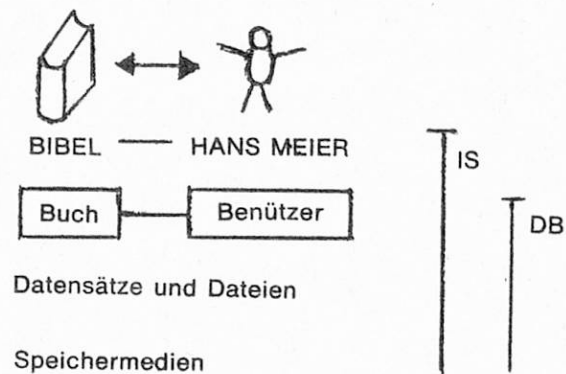 BIBEL — HANS MEIER
IS
Buch Benützer
DB
Datensätze und Dateien
Speichermedien